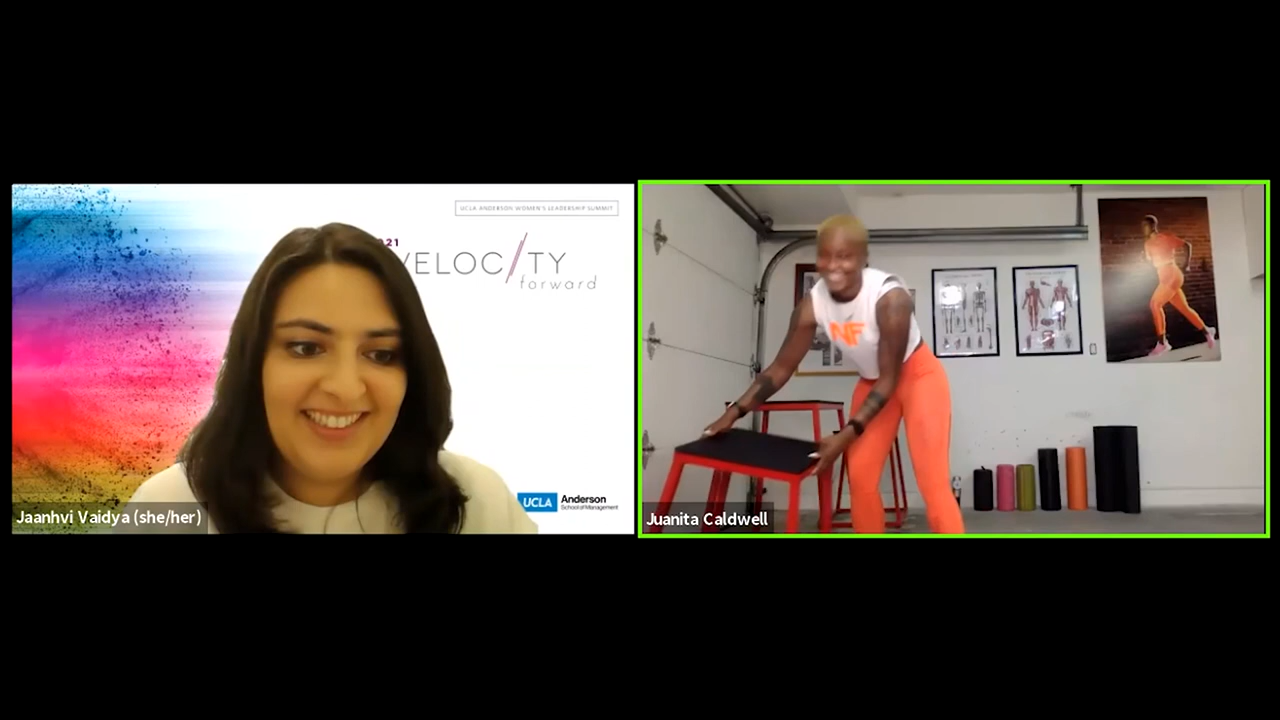 UCLA ANDERSON WOMEN'S LEADERSHIP SUMMIT
21
VELOC/TY
forward
UCLA Anderson
School of Management
Jaanhvi Vaidya (she/her)
NF
Juanita Caldwell